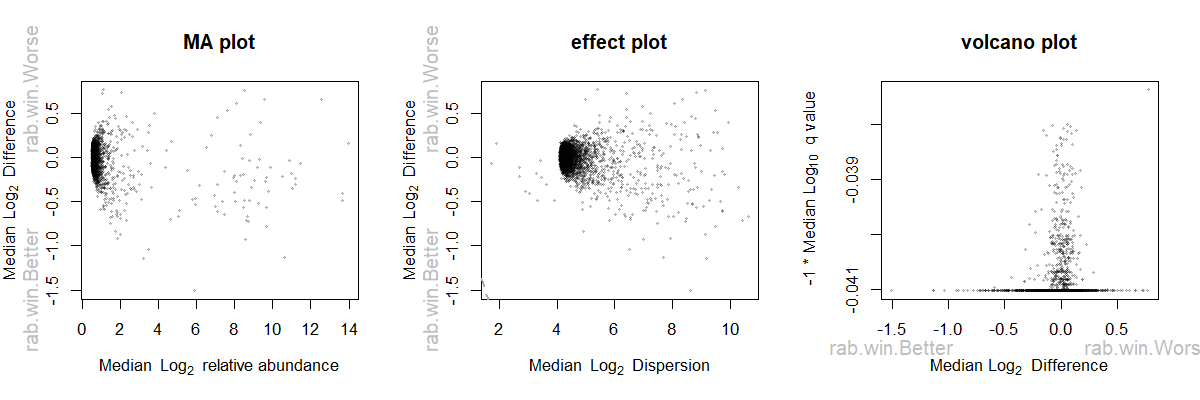 MA plot
rab.win.Worse
rab.win.Better
Median Log2 Difference
0.5
0.0
-0.5
-1.0
-1.5
0 2 4 6 8 10 12 14
Median Log2 relative abundance
effect plot
rab.win.Worse
rab.win.Better
Median Log2 Difference
0.5
0.0
-0.5
-1.0
-1.5
2 4 6 8 10
Median Log2 Dispersion
volcano plot
-1 * Median Log10 q value
-0.039
-0.041
-1.5 -1.0 -0.5 0.0 0.5
rab.win.Better rab.win.Wors
Median Log2 Difference